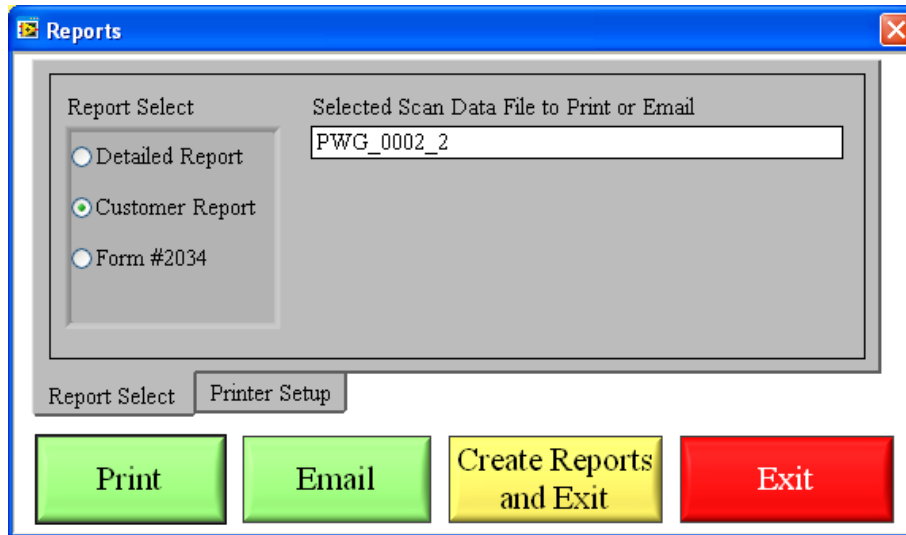 Reports
Report Select
Selected Scan Data File to Print or Email
PWG_0002_2
Detailed Report
Customer Report
Form #2034
Report Select
Printer Setup
Print
Email
Create Reports
and Exit
Exit